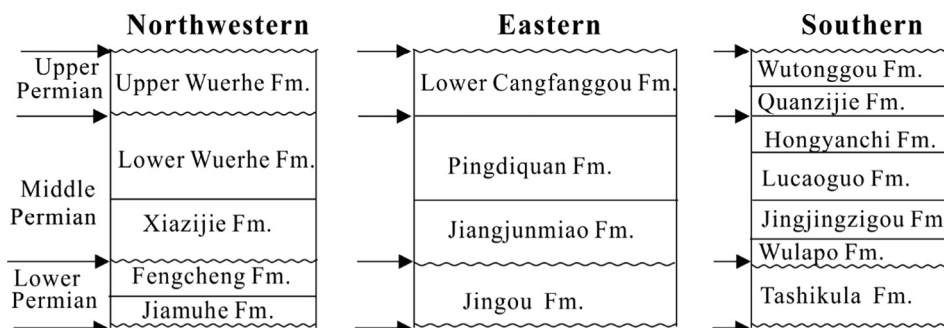 Northwestern
Eastern
Southern
Upper
Permian
Middle
Permian
Lower
Permian
Upper Wuerhe Fm.
Lower Wuerhe Fm.
Xiazijie Fm.
Fengcheng Fm.
Jiamuhe Fm.
Lower Cangfanggou Fm.
Pingdiquan Fm.
Jiangjunmiao Fm.
Jingou Fm.
Wutonggou Fm.
Quanzijie Fm.
Hongyanchi Fm.
Lucaoguo Fm.
Jingjingzigou Fm
Wulapo Fm.
Tashikula Fm.